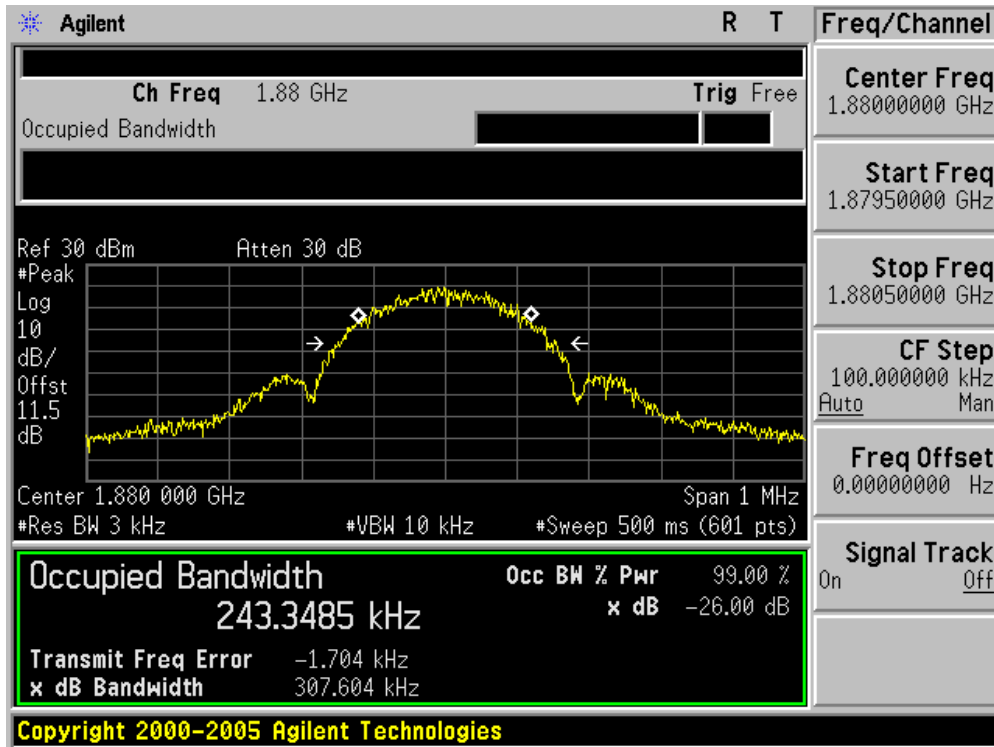 Agilent R T
Ch Freq 1.88 GHz Trig Free
Occupied Bandwidth
Ref 30 dBm Atten 30 dB
#Peak
Log
10
dB/
Offst
11.5
dB
Center 1.880 000 GHz Span 1 MHz
#Res BW 3 kHz #VBW 10 kHz #Sweep 500 ms (601 pts)
Occupied Bandwidth
243.3485 kHz
Occ BW % Pwr 99.00 %
x dB -26.00 dB
Transmit Freq Error -1.704 kHz
x dB Bandwidth 307.604 kHz
Copyright 2000-2005 Agilent Technologies
Freq/Channel
Center Freq
1.88000000 GHz
Start Freq
1.87950000 GHz
Stop Freq
1.88050000 GHz
CF Step
100.000000 kHz
Auto Man
Freq Offset
0.00000000 Hz
Signal Track
On Off